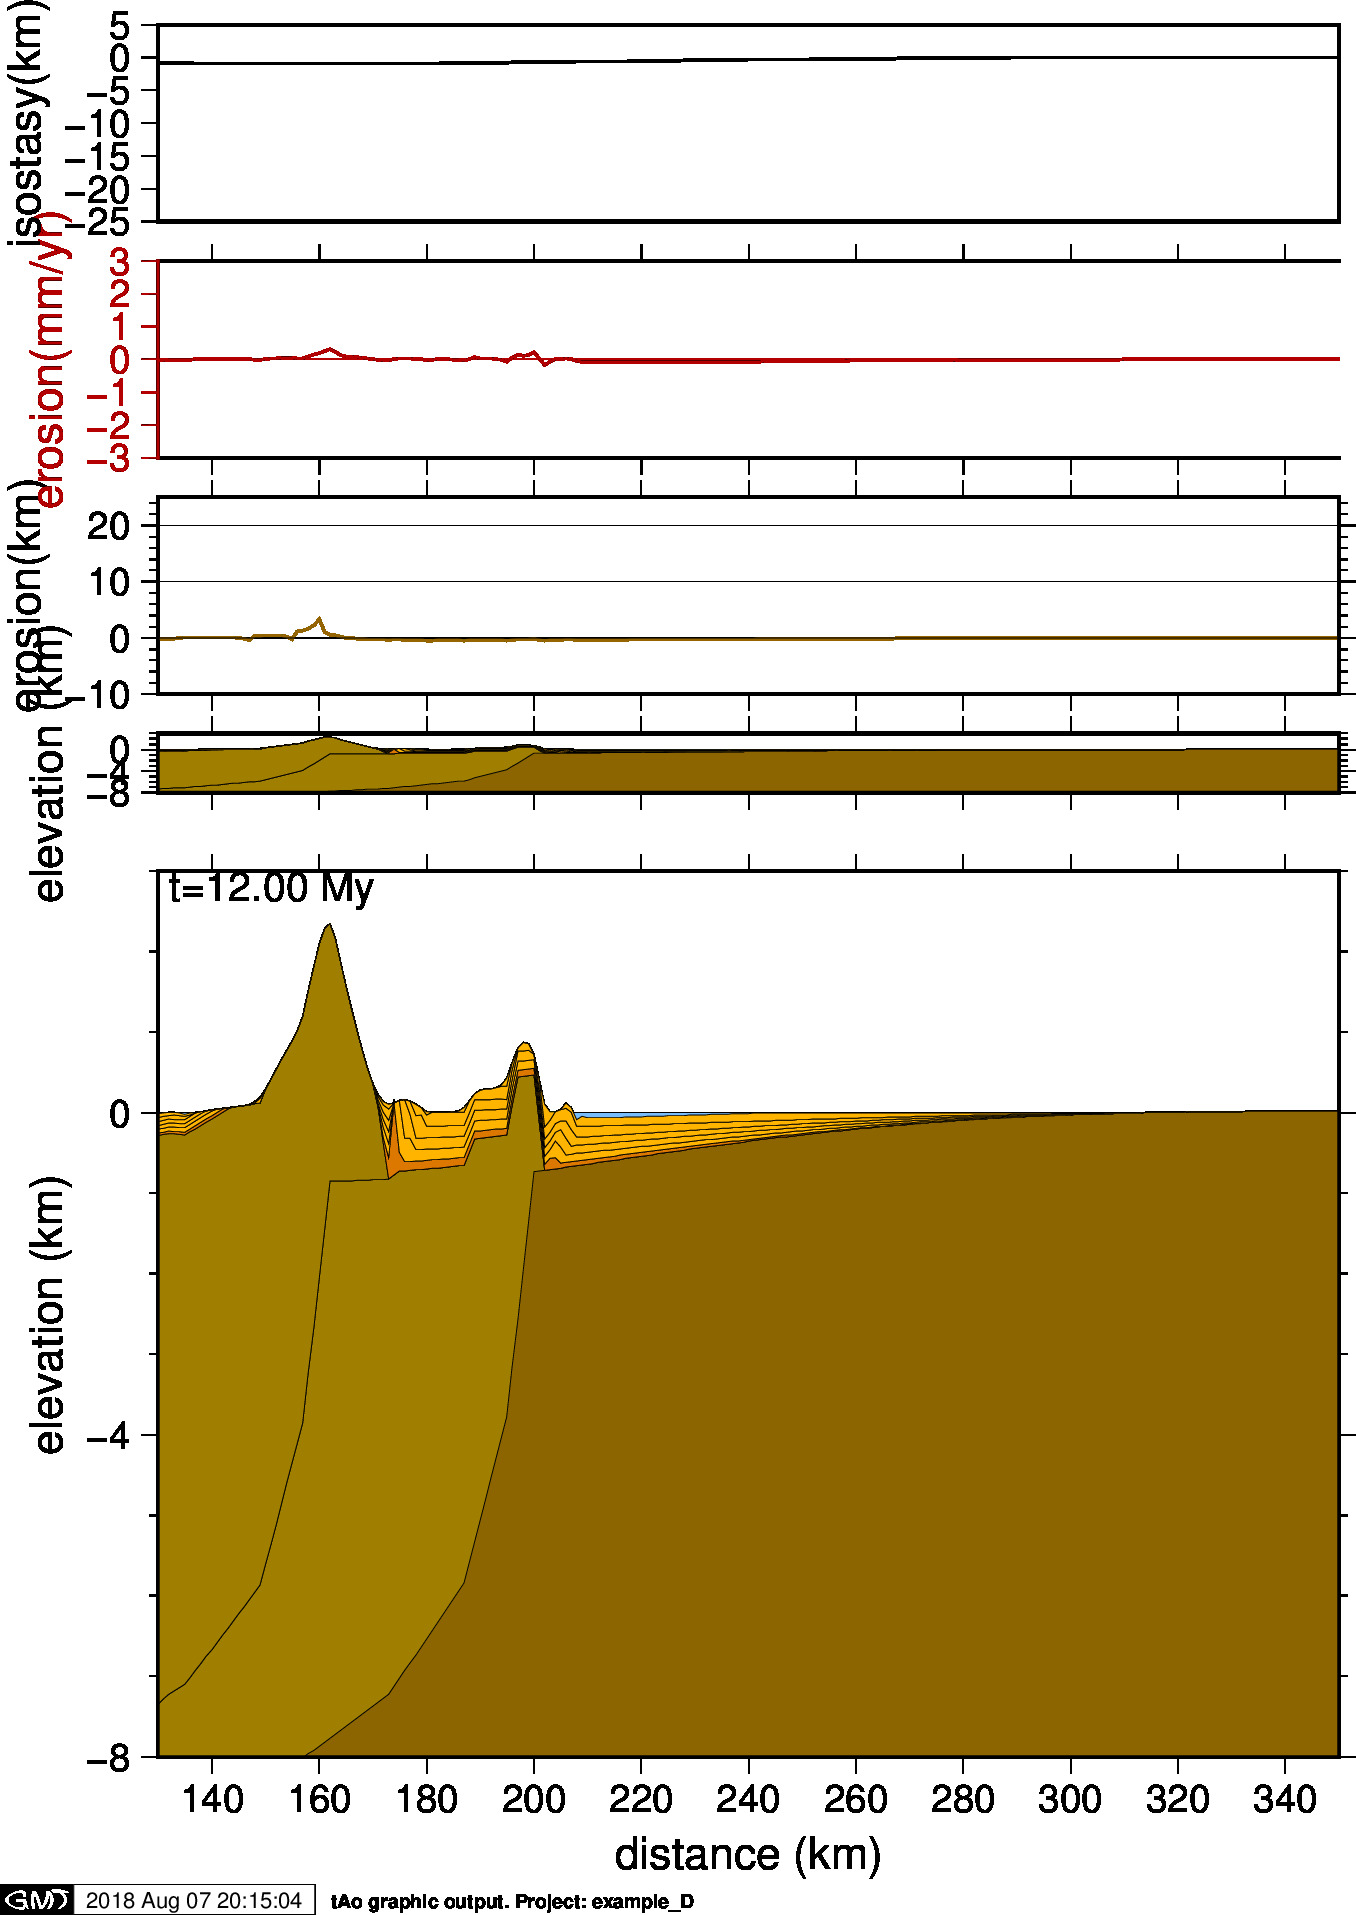 isostasy(km)
5
0
−5
−10
−15
−20
−25
erosion(mm/yr)
3
2
1
0
−1
−2
−3
erosion(km)
20
10
0
−10
elevation (km)
0
−4
−8
t=12.00 My
elevation (km)
0
−4
−8
140 160 180 200 220 240 260 280 300 320 340
distance (km)
GMT 2018 Aug 07 20:15:04 tAo graphic output. Project: example_D